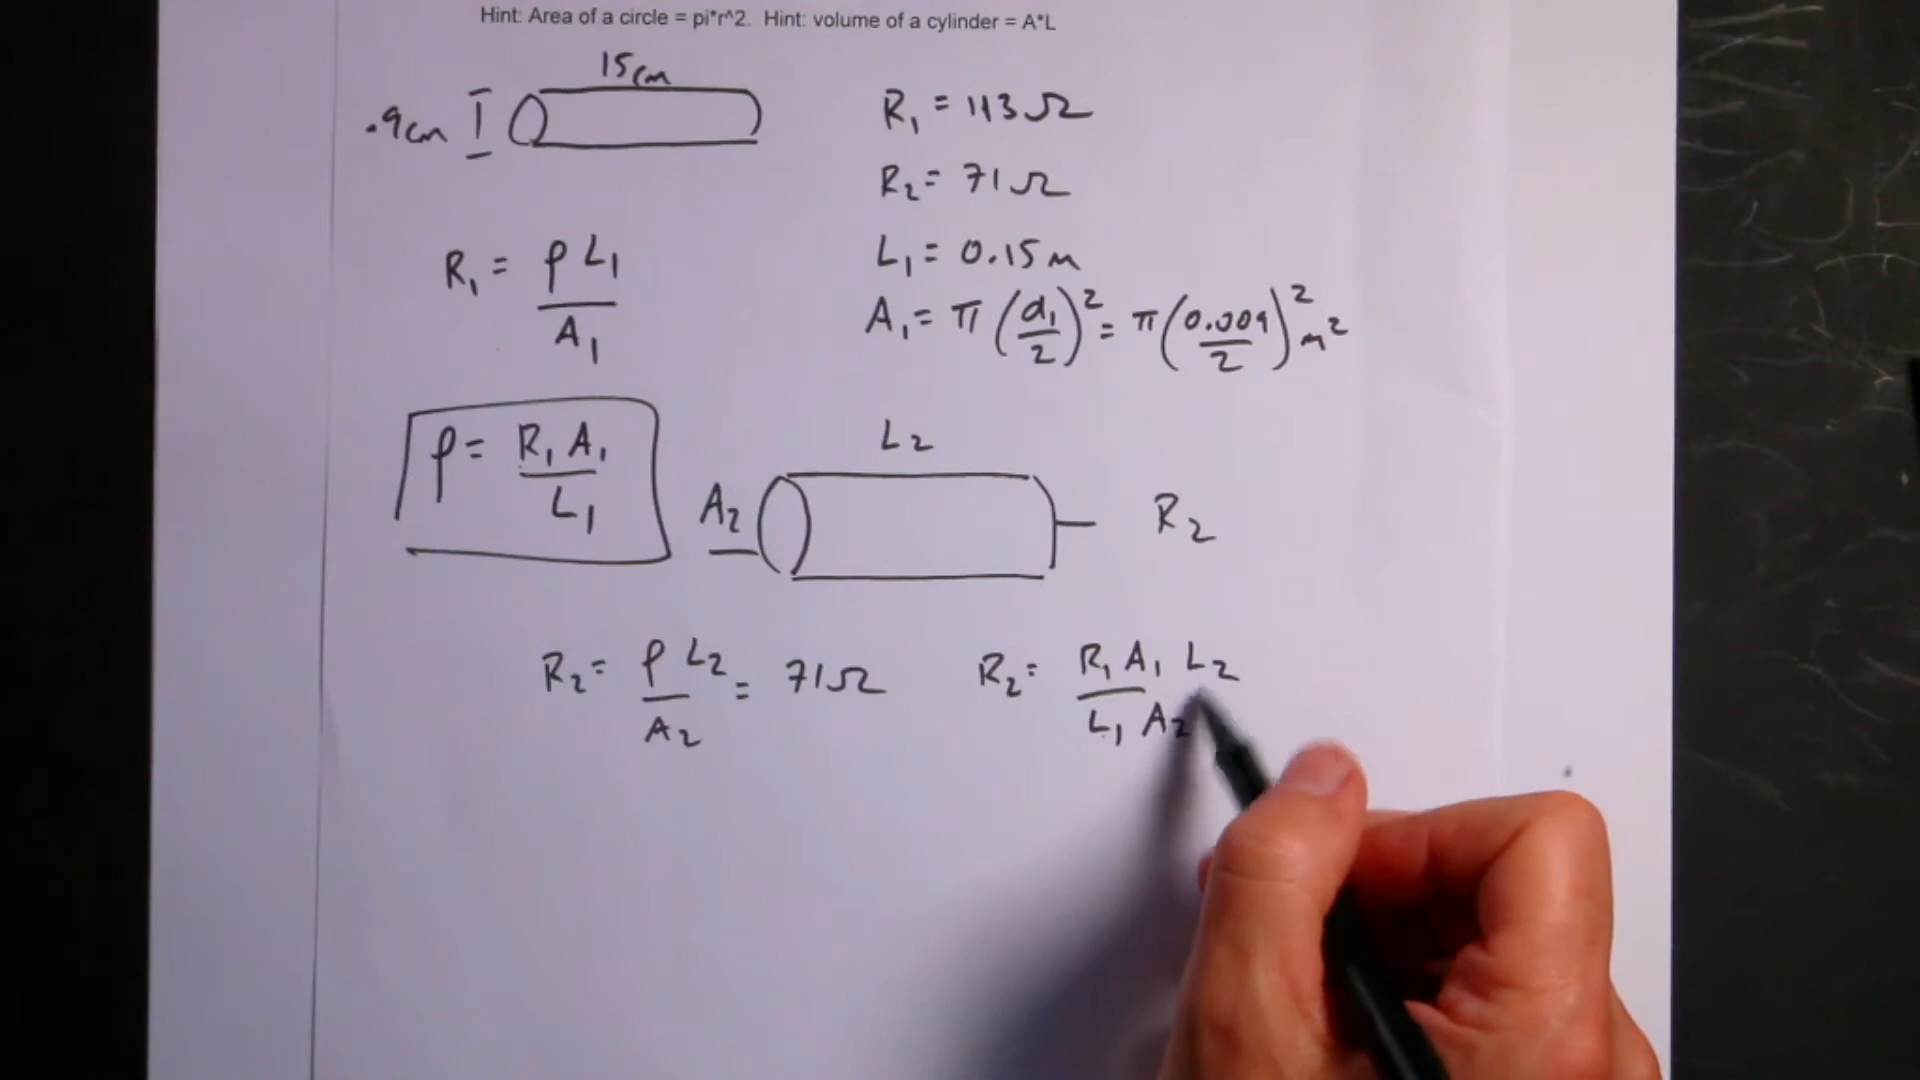 Hint: Area of a circle = pi*r^2. Hint: volume of a cylinder = A*L
15cm
.9cm
R₁ = 113Ω
R₂ = 71Ω
R₁ = ρL₁/A₁
L₁ = 0.15m
A₁ = π(d₁/2)² = π(0.009/2)² m²
ρ = R₁A₁/L₁
L₂
A₂
R₂
R₂ = ρL₂/A₂ = 71Ω
R₂ = R₁A₁L₂/L₁A₂